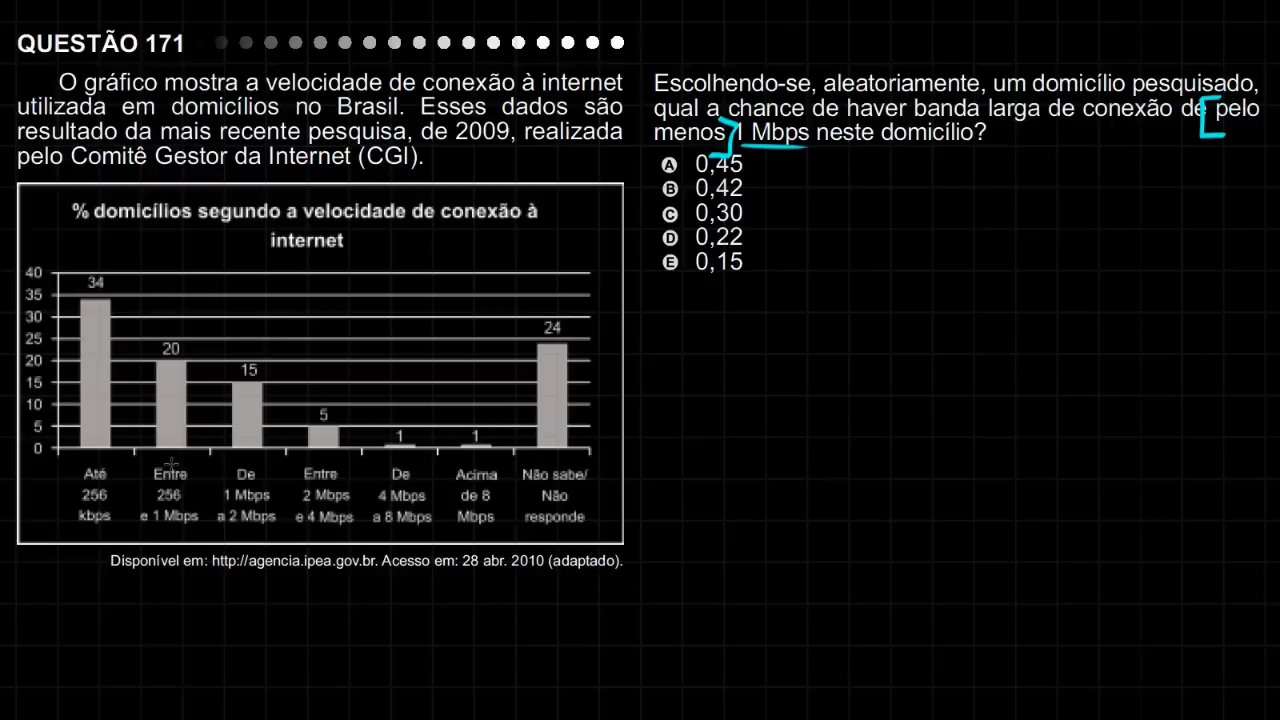 QUESTÃO 171
O gráfico mostra a velocidade de conexão à internet
utilizada em domicílios no Brasil. Esses dados são
resultado da mais recente pesquisa, de 2009, realizada
pelo Comitê Gestor da Internet (CGI).
% domicílios segundo a velocidade de conexão à
internet
40
35
30
25
20
15
10
5
0
34
20
15
5
1
1
24
Até
256
kbps
Entre
256
e 1 Mbps
De
1 Mbps
a 2 Mbps
Entre
2 Mbps
e 4 Mbps
De
4 Mbps
a 8 Mbps
Acima
de 8
Mbps
Não sabe/
Não
responde
Disponível em: http://agencia.ipea.gov.br. Acesso em: 28 abr. 2010 (adaptado).
Escolhendo-se, aleatoriamente, um domicílio pesquisado,
qual a chance de haver banda larga de conexão de pelo
menos 1 Mbps neste domicílio?
A 0,45
B 0,42
C 0,30
D 0,22
E 0,15